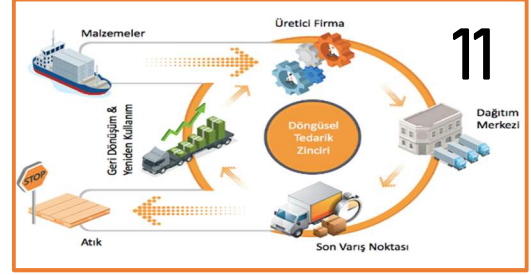 Malzemeler
Üretici Firma
11
Dağıtım
Merkezi
Geri Dönüşüm &
Yeniden Kullanım
Döngüsel
Tedarik
Zinciri
STOP
Atık
Son Varış Noktası